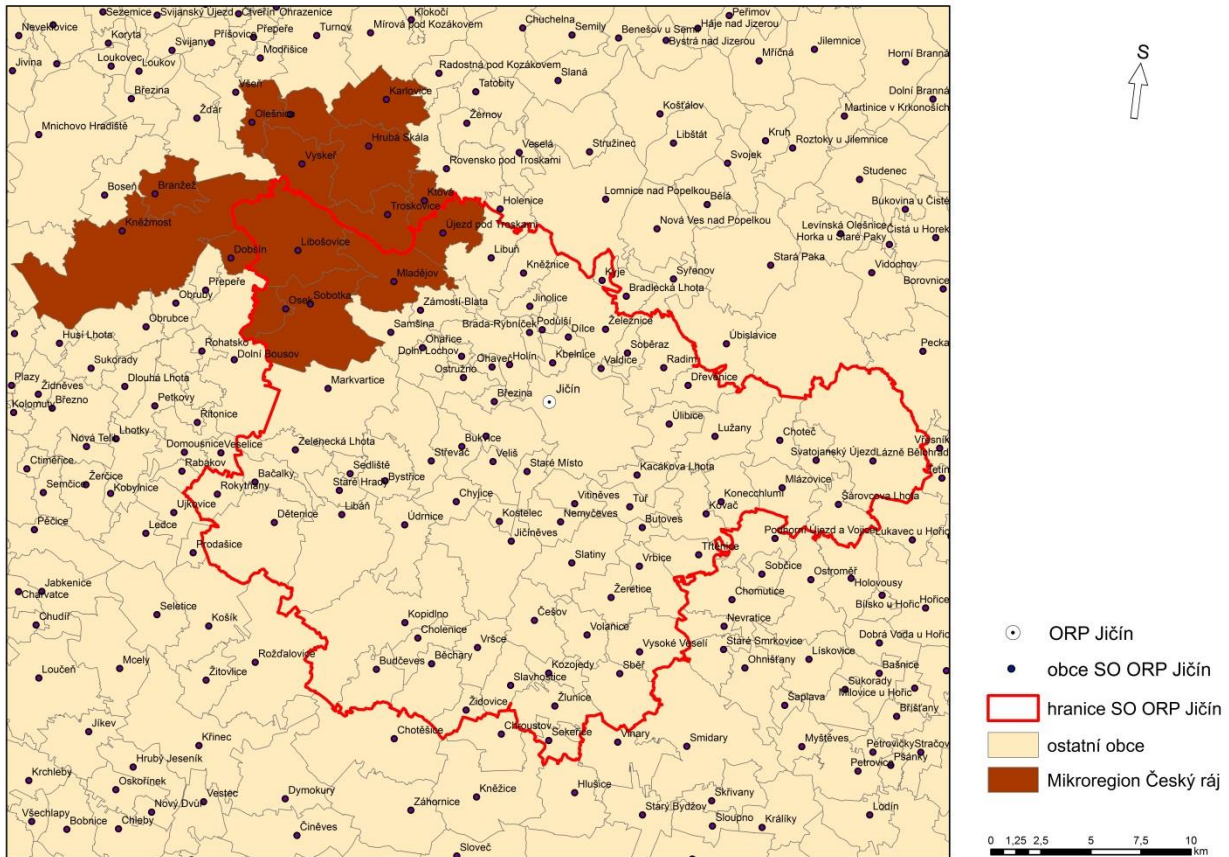 Sezemice
Svijanský Újezd
Čtveřín
Ohrazenice
Klokočí
Neveklovice
Koryta
Příšovice
Přepeře
Turnov
Mírová pod Kozákovem
Chuchelna
Semily
Benešov u Semil
Peřimov
Háje nad Jizerou
Bystrá nad Jizerou
Svijany
Modřišice
Jivina
Loukovec
Loukov
Mříčná
Jilemnice
Horní Branná
Radostná pod Kozákovem
Slaná
Březina
Všeň
Tatobity
Karlovice
Dolní Branná
Žďár
Olešnice
Žernov
Košťálov
Martinice v Krkonoších
Mnichovo Hradiště
Hrubá Skála
Veselá
Stružinec
Libštát
Kruh
Roztoky u Jilemnice
Vyskeř
Rovensko pod Troskami
Svojek
Studenec
Boseň
Branžež
Ktová
Holenice
Lomnice nad Popelkou
Bělá
Bukovina u Čisté
Kněžmost
Troskovice
Újezd pod Troskami
Nová Ves nad Popelkou
Levínská Olešnice
Horka u Staré Paky
Čistá u Horek
Libošovice
Dobšín
Libuň
Kněžnice
Kyje
Syřenov
Stará Paka
Vidochov
Mladějov
Přepeře
Bradlecká Lhota
Borovnice
Obruby
Osek
Sobotka
Zámostí-Blata
Jinolice
Obrubce
Samšina
Brada-Rybníček
Podůlší
Dílce
Železnice
Husí Lhota
Úbislavice
Pecka
Rohatsko
Dolní Bousov
Ohařice
Dolní Lochov
Ohaveč
Holín
Kbelnice
Soběraz
Valdice
Radim
Sukorady
Ostružno
Dřevěnice
Plazy
Židněves
Dlouhá Lhota
Markvartice
Březina
Jičín
Březno
Kolomuty
Petkovy
Řitonice
Úlibice
Lužany
Choteč
Nová Telib
Lhotky
Domousnice
Veselice
Zelenecká Lhota
Bukvice
Střevač
Veliš
Staré Místo
Kacákova Lhota
Svatojanský Újezd
Lázně Bělohrad
Vřesník
Ctiměřice
Žerčice
Rabakov
Sedliště
Bystřice
Tetín
Semčice
Kobylnice
Rokytňany
Bačalky
Staré Hrady
Mlázovice
Ujkovice
Chyjice
Vitiněves
Tuř
Konecchlumí
Šárovcova Lhota
Pěčice
Ledce
Dětenice
Libáň
Údrnice
Kostelec
Nemyčeves
Butoves
Kovač
Jičíněves
Podhorní Újezd a Vojice
Lukavec u Hořic
Prodašice
Slatiny
Vrbice
Třtěnice
Sobčice
Ostroměř
Holovousy
Jabkenice
Charvatce
Žeretice
Chomutice
Bílsko u Hořic
Hořice
Chudíř
Seletice
Košík
Kopidlno
Cholenice
Češov
Volanice
Nevratice
Vršce
Vysoké Veselí
Staré Smrkovice
Dobrá Voda u Hořic
Loučeň
Mcely
Žitovlice
Rožďalovice
Budčeves
Běchary
Kozojedy
Sběř
Ohnišťany
Lískovice
Bašnice
Slavhostice
Sukorady
Milovice u Hořic
Židovice
Žlunice
Šaplava
Bříšťany
Jíkev
Křinec
Chotěšice
Chroustov
Sekeřice
Vinary
Smidary
Myštěves
Petrovičky
Stračov
Hrubý Jeseník
Petrovice
Pšánky
Krchleby
Oskořínek
Nový Dvůr
Vestec
Dymokury
Záhornice
Kněžice
Hlušice
Starý Bydžov
Skřivany
Lodín
Všechlapy
Bobnice
Chleby
Činěves
Sloupno
Králíky
Sloveč
S
ORP Jičín
obce SO ORP Jičín
hranice SO ORP Jičín
ostatní obce
Mikroregion Český ráj
0 1,25 2,5 5 7,5 10
km